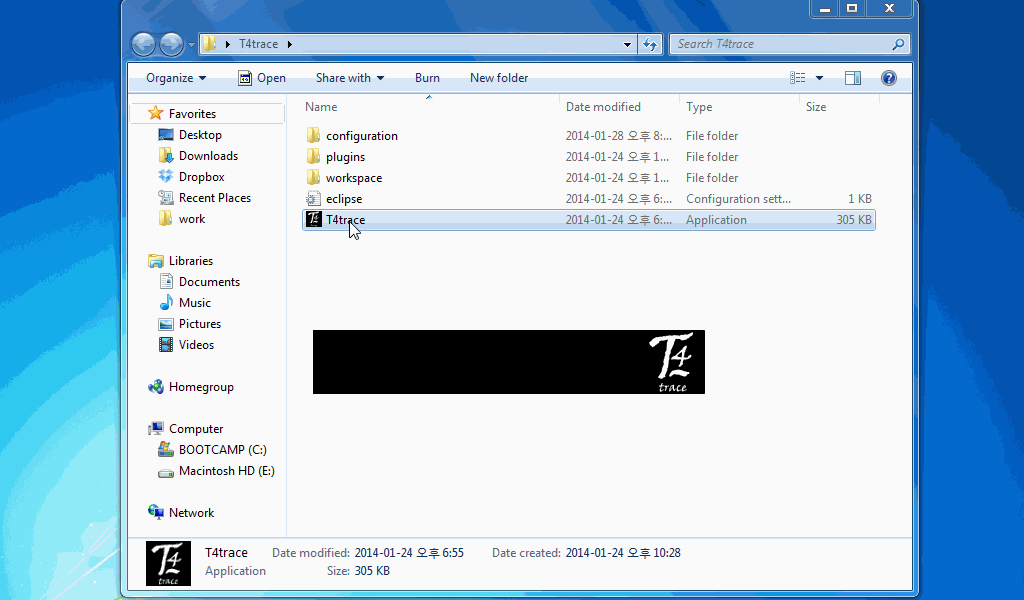 T4trace
Search T4trace
Organize
Open
Share with
Burn
New folder
Name
Date modified
Type
Size
Favorites
Desktop
Downloads
Dropbox
Recent Places
work
Libraries
Documents
Music
Pictures
Videos
Homegroup
Computer
BOOTCAMP (C:)
Macintosh HD (E:)
Network
configuration 2014-01-28 오후 8:... File folder
plugins 2014-01-24 오후 1... File folder
workspace 2014-01-24 오후 1... File folder
eclipse 2014-01-24 오후 6:... Configuration sett... 1 KB
T4trace 2014-01-24 오후 6:... Application 305 KB
T4
trace
T4
trace
T4trace Date modified: 2014-01-24 오후 6:55 Date created: 2014-01-24 오후 10:28
Application Size: 305 KB